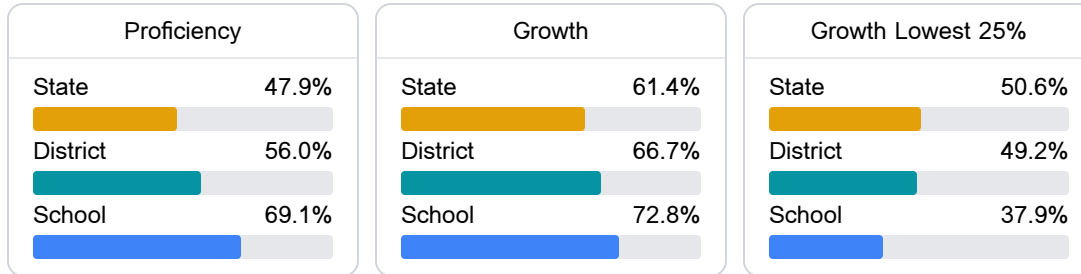 Proficiency
State 47.9%
District 56.0%
School 69.1%
Growth
State 61.4%
District 66.7%
School 72.8%
Growth Lowest 25%
State 50.6%
District 49.2%
School 37.9%